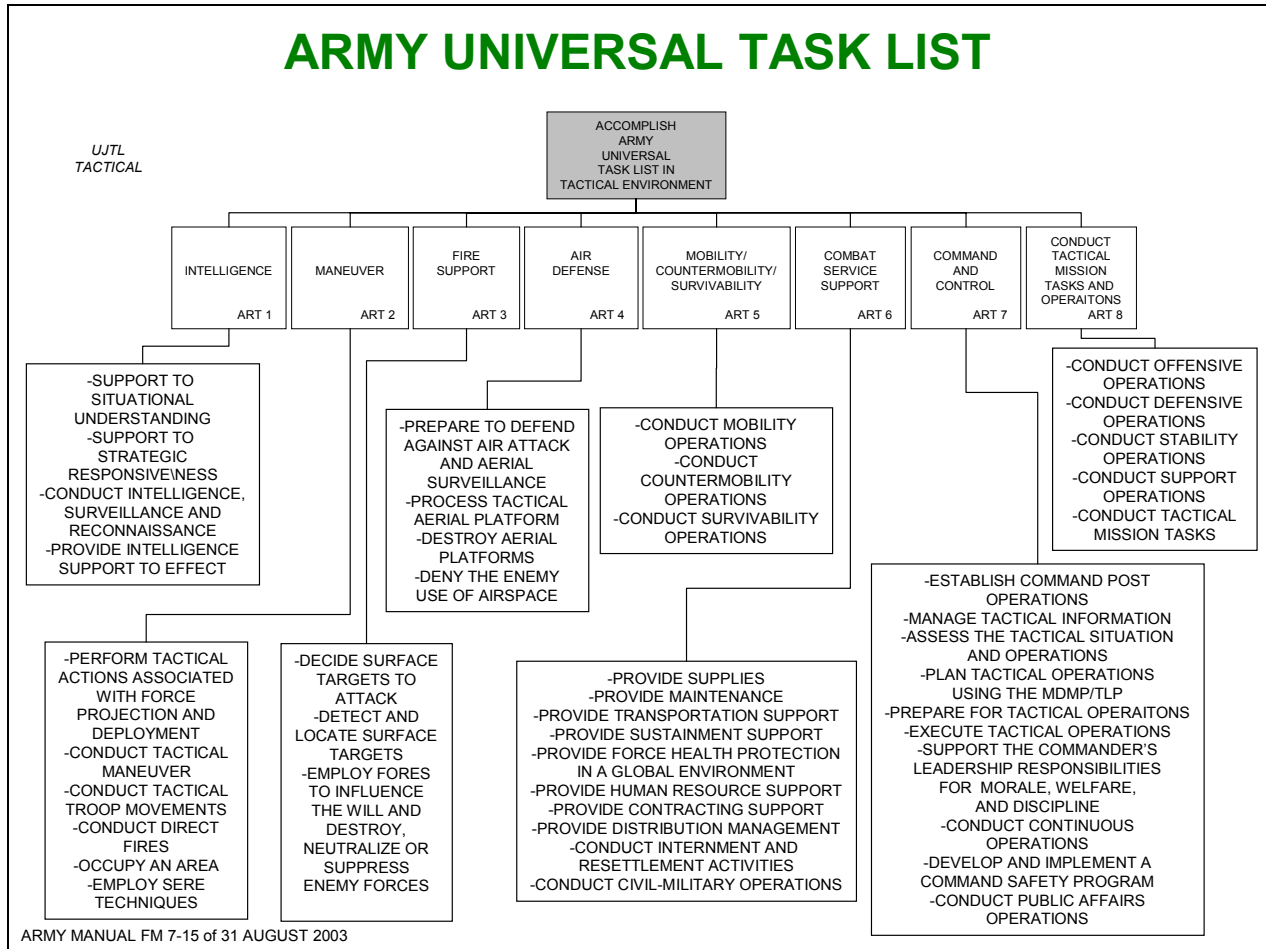 ARMY UNIVERSAL TASK LIST
UJTL
TACTICAL
ACCOMPLISH
ARMY
UNIVERSAL
TASK LIST IN
TACTICAL ENVIRONMENT
INTELLIGENCE
ART 1
MANEUVER
ART 2
FIRE
SUPPORT
ART 3
AIR
DEFENSE
ART 4
MOBILITY/
COUNTERMOBILITY/
SURVIVABILITY
ART 5
COMBAT
SERVICE
SUPPORT
ART 6
COMMAND
AND
CONTROL
ART 7
CONDUCT
TACTICAL
MISSION
TASKS AND
OPERAITONS
ART 8
-SUPPORT TO
SITUATIONAL
UNDERSTANDING
-SUPPORT TO
STRATEGIC
RESPONSIVE\NESS
-CONDUCT INTELLIGENCE,
SURVEILLANCE AND
RECONNAISSANCE
-PROVIDE INTELLIGENCE
SUPPORT TO EFFECT
-PREPARE TO DEFEND
AGAINST AIR ATTACK
AND AERIAL
SURVEILLANCE
-PROCESS TACTICAL
AERIAL PLATFORM
-DESTROY AERIAL
PLATFORMS
-DENY THE ENEMY
USE OF AIRSPACE
-CONDUCT MOBILITY
OPERATIONS
-CONDUCT
COUNTERMOBILITY
OPERATIONS
-CONDUCT SURVIVABILITY
OPERATIONS
-CONDUCT OFFENSIVE
OPERATIONS
-CONDUCT DEFENSIVE
OPERATIONS
-CONDUCT STABILITY
OPERATIONS
-CONDUCT SUPPORT
OPERATIONS
-CONDUCT TACTICAL
MISSION TASKS
-PERFORM TACTICAL
ACTIONS ASSOCIATED
WITH FORCE
PROJECTION AND
DEPLOYMENT
-CONDUCT TACTICAL
MANEUVER
-CONDUCT TACTICAL
TROOP MOVEMENTS
-CONDUCT DIRECT
FIRES
-OCCUPY AN AREA
-EMPLOY SERE
TECHNIQUES
-DECIDE SURFACE
TARGETS TO
ATTACK
-DETECT AND
LOCATE SURFACE
TARGETS
-EMPLOY FORES
TO INFLUENCE
THE WILL AND
DESTROY,
NEUTRALIZE OR
SUPPRESS
ENEMY FORCES
-PROVIDE SUPPLIES
-PROVIDE MAINTENANCE
-PROVIDE TRANSPORTATION SUPPORT
-PROVIDE SUSTAINMENT SUPPORT
-PROVIDE FORCE HEALTH PROTECTION
IN A GLOBAL ENVIRONMENT
-PROVIDE HUMAN RESOURCE SUPPORT
-PROVIDE CONTRACTING SUPPORT
-PROVIDE DISTRIBUTION MANAGEMENT
-CONDUCT INTERNMENT AND
RESETTLEMENT ACTIVITIES
-CONDUCT CIVIL-MILITARY OPERATIONS
-ESTABLISH COMMAND POST
OPERATIONS
-MANAGE TACTICAL INFORMATION
-ASSESS THE TACTICAL SITUATION
AND OPERATIONS
-PLAN TACTICAL OPERATIONS
USING THE MDMP/TLP
-PREPARE FOR TACTICAL OPERAITONS
-EXECUTE TACTICAL OPERATIONS
-SUPPORT THE COMMANDER'S
LEADERSHIP RESPONSIBILITIES
FOR MORALE, WELFARE,
AND DISCIPLINE
-CONDUCT CONTINUOUS
OPERATIONS
-DEVELOP AND IMPLEMENT A
COMMAND SAFETY PROGRAM
-CONDUCT PUBLIC AFFAIRS
OPERATIONS
ARMY MANUAL FM 7-15 of 31 AUGUST 2003